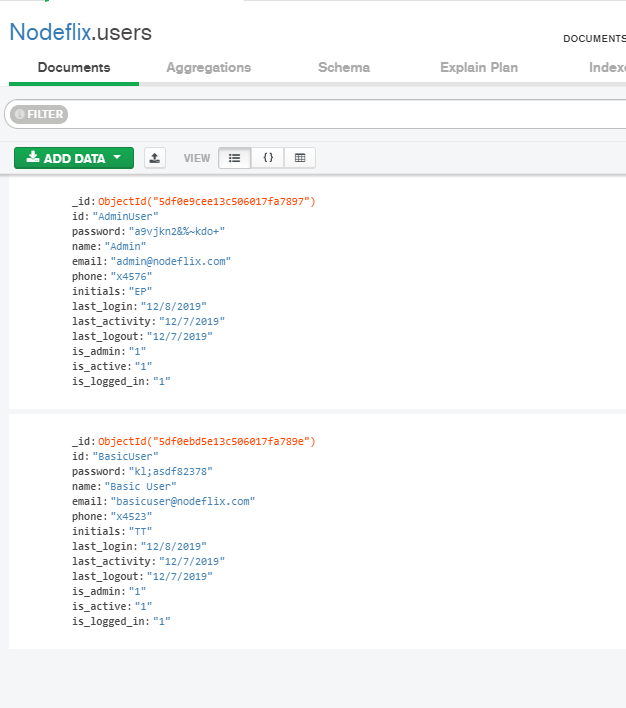 Nodeflix.users
DOCUMENTS
Documents Aggregations Schema Explain Plan Indexe
FILTER
ADD DATA VIEW {}
_id: ObjectId("5df0e9cee13c506017fa7897")
id: "AdminUser"
password: "a9vjkn2&%~kdo+"
name: "Admin"
email: "admin@nodeflix.com"
phone: "x4576"
initials: "EP"
last_login: "12/8/2019"
last_activity: "12/7/2019"
last_logout: "12/7/2019"
is_admin: "1"
is_active: "1"
is_logged_in: "1"
_id: ObjectId("5df0ebd5e13c506017fa789e")
id: "BasicUser"
password: "kl;asdf82378"
name: "Basic User"
email: "basicuser@nodeflix.com"
phone: "x4523"
initials: "TT"
last_login: "12/8/2019"
last_activity: "12/7/2019"
last_logout: "12/7/2019"
is_admin: "1"
is_active: "1"
is_logged_in: "1"